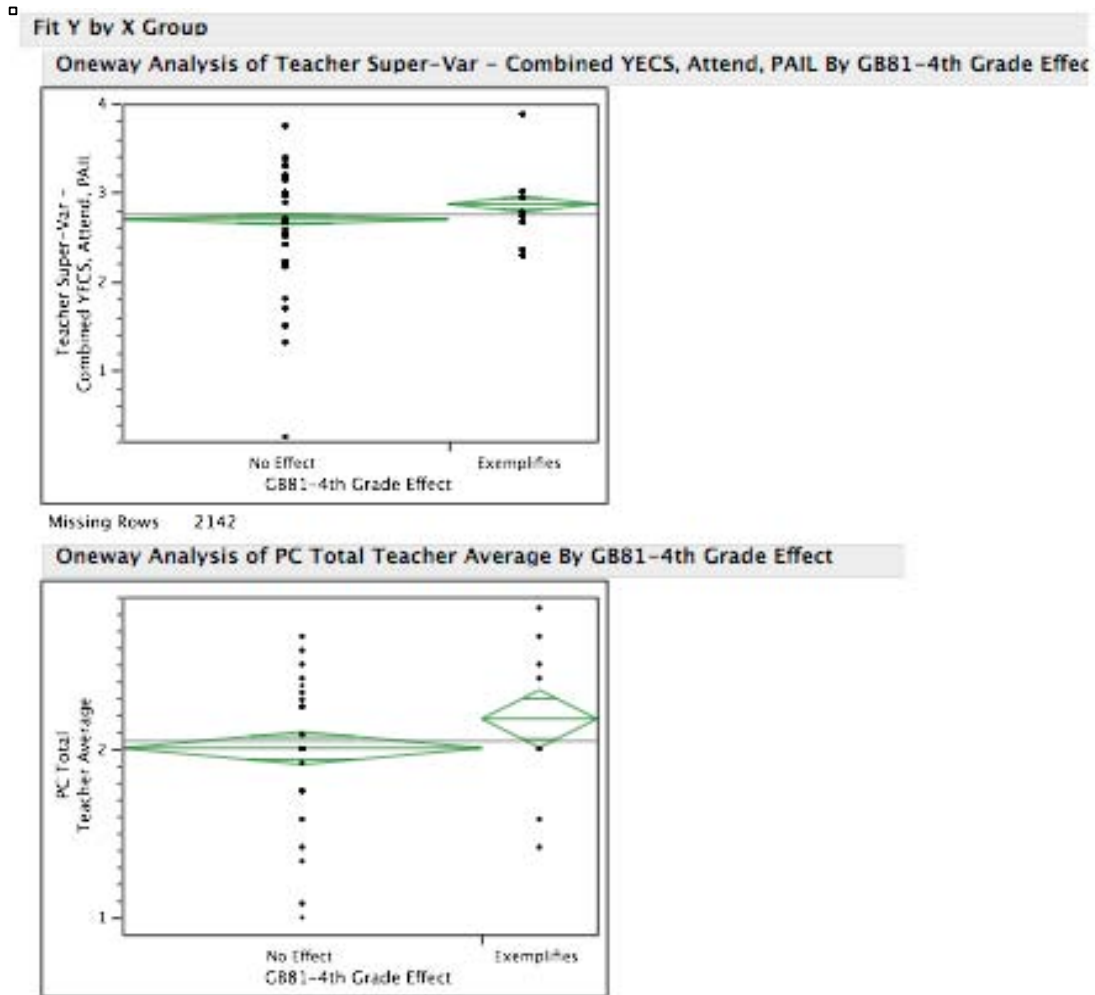 Fit Y by X Group
Oneway Analysis of Teacher Super-Var - Combined YECS, Attend, PAIL By GB81-4th Grade Effec
Teacher Super-Var -
Combined YECS, Attend, PAIL
4
3
2
1
No Effect
Exemplifies
GB81-4th Grade Effect
Missing Rows 2142
Oneway Analysis of PC Total Teacher Average By GB81-4th Grade Effect
PC Total
Teacher Average
2
1
No Effect
Exemplifies
GB81-4th Grade Effect